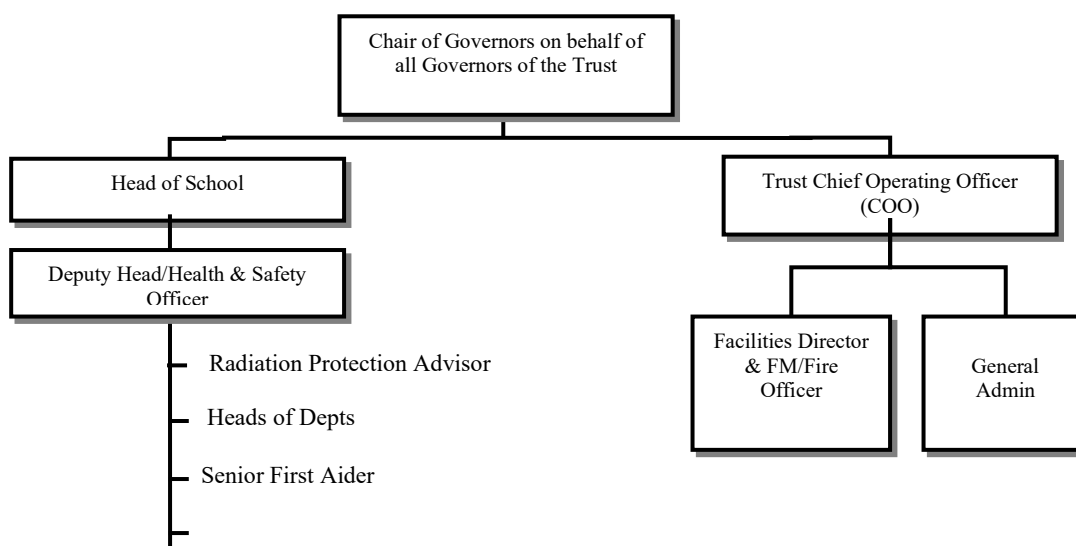 Chair of Governors on behalf of
all Governors of the Trust
Head of School
Trust Chief Operating Officer
(COO)
Deputy Head/Health & Safety
Officer
Facilities Director
& FM/Fire
Officer
General
Admin
Radiation Protection Advisor
Heads of Depts
Senior First Aider